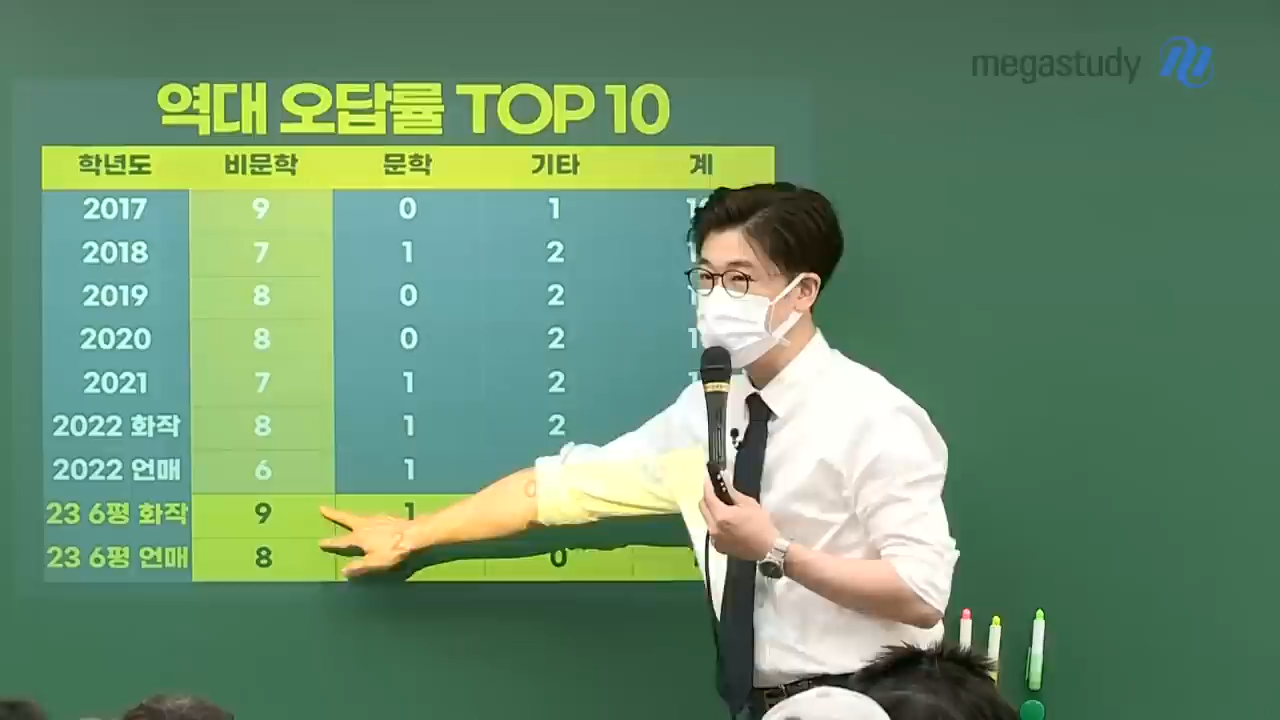 megastudy
역대 오답률 TOP 10
학년도 비문학 문학 기타 계
2017 9 0 1
2018 7 1 2
2019 8 0 2
2020 8 0 2
2021 7 1 2
2022 화작 8 1 2
2022 언매 6 1
23 6평 화작 9 1
23 6평 언매 8 2 0